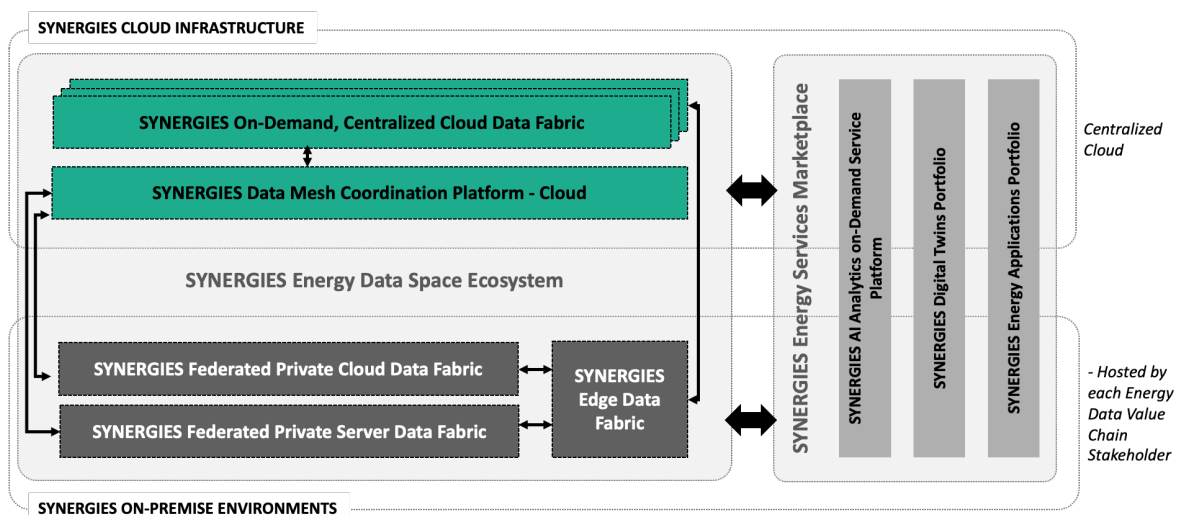 SYNERGIES CLOUD INFRASTRUCTURE
SYNERGIES On-Demand, Centralized Cloud Data Fabric
SYNERGIES Data Mesh Coordination Platform - Cloud
SYNERGIES Energy Data Space Ecosystem
SYNERGIES Federated Private Cloud Data Fabric
SYNERGIES Federated Private Server Data Fabric
SYNERGIES
Edge Data
Fabric
SYNERGIES ON-PREMISE ENVIRONMENTS
SYNERGIES Energy Services Marketplace
SYNERGIES AI Analytics on-Demand Service
Platform
SYNERGIES Digital Twins Portfolio
SYNERGIES Energy Applications Portfolio
Centralized
Cloud
- Hosted by
each Energy
Data Value
Chain
Stakeholder